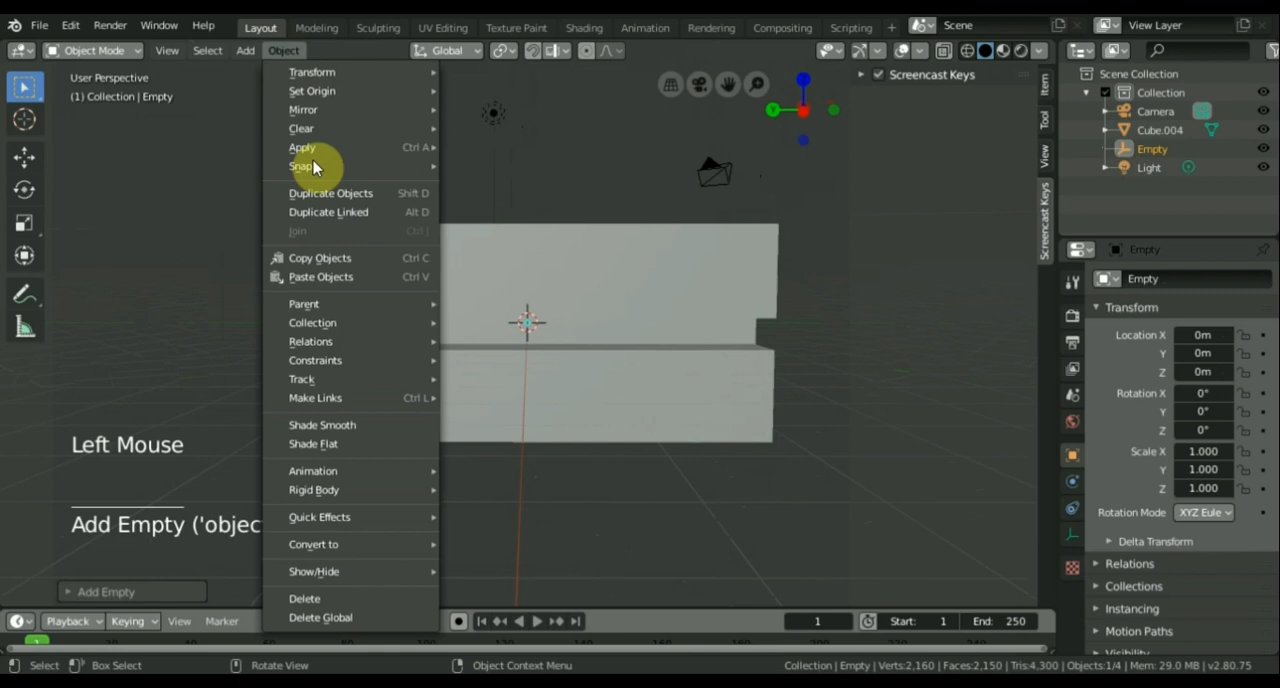 File Edit Render Window Help Layout Modeling Sculpting UV Editing Texture Paint Shading Animation Rendering Compositing Scripting + Scene View Layer
Object Mode View Select Add Object Global
User Perspective
(1) Collection | Empty
Transform
Set Origin
Mirror
Clear
Apply Ctrl A
Snap
Duplicate Objects Shift D
Duplicate Linked Alt D
Join Ctrl J
Copy Objects Ctrl C
Paste Objects Ctrl V
Parent
Collection
Relations
Constraints
Track
Make Links Ctrl L
Shade Smooth
Shade Flat
Animation
Rigid Body
Quick Effects
Convert to
Show/Hide
Delete
Delete Global
Left Mouse
Add Empty ('objec
Add Empty
Screencast Keys
Item
Tool
View
Screencast Keys
Scene Collection
Collection
Camera
Cube.004
Empty
Light
Empty
Empty
Transform
Location X 0m
Y 0m
Z 0m
Rotation X 0°
Y 0°
Z 0°
Scale X 1.000
Y 1.000
Z 1.000
Rotation Mode XYZ Eule
Delta Transform
Relations
Collections
Instancing
Motion Paths
Visibility
Playback Keying View Marker 1 Start: 1 End: 250
1
Select Box Select Rotate View Object Context Menu Collection | Empty | Verts:2,160 | Faces:2,150 | Tris:4,300 | Objects:1/4 | Mem: 29.0 MB | v2.80.75